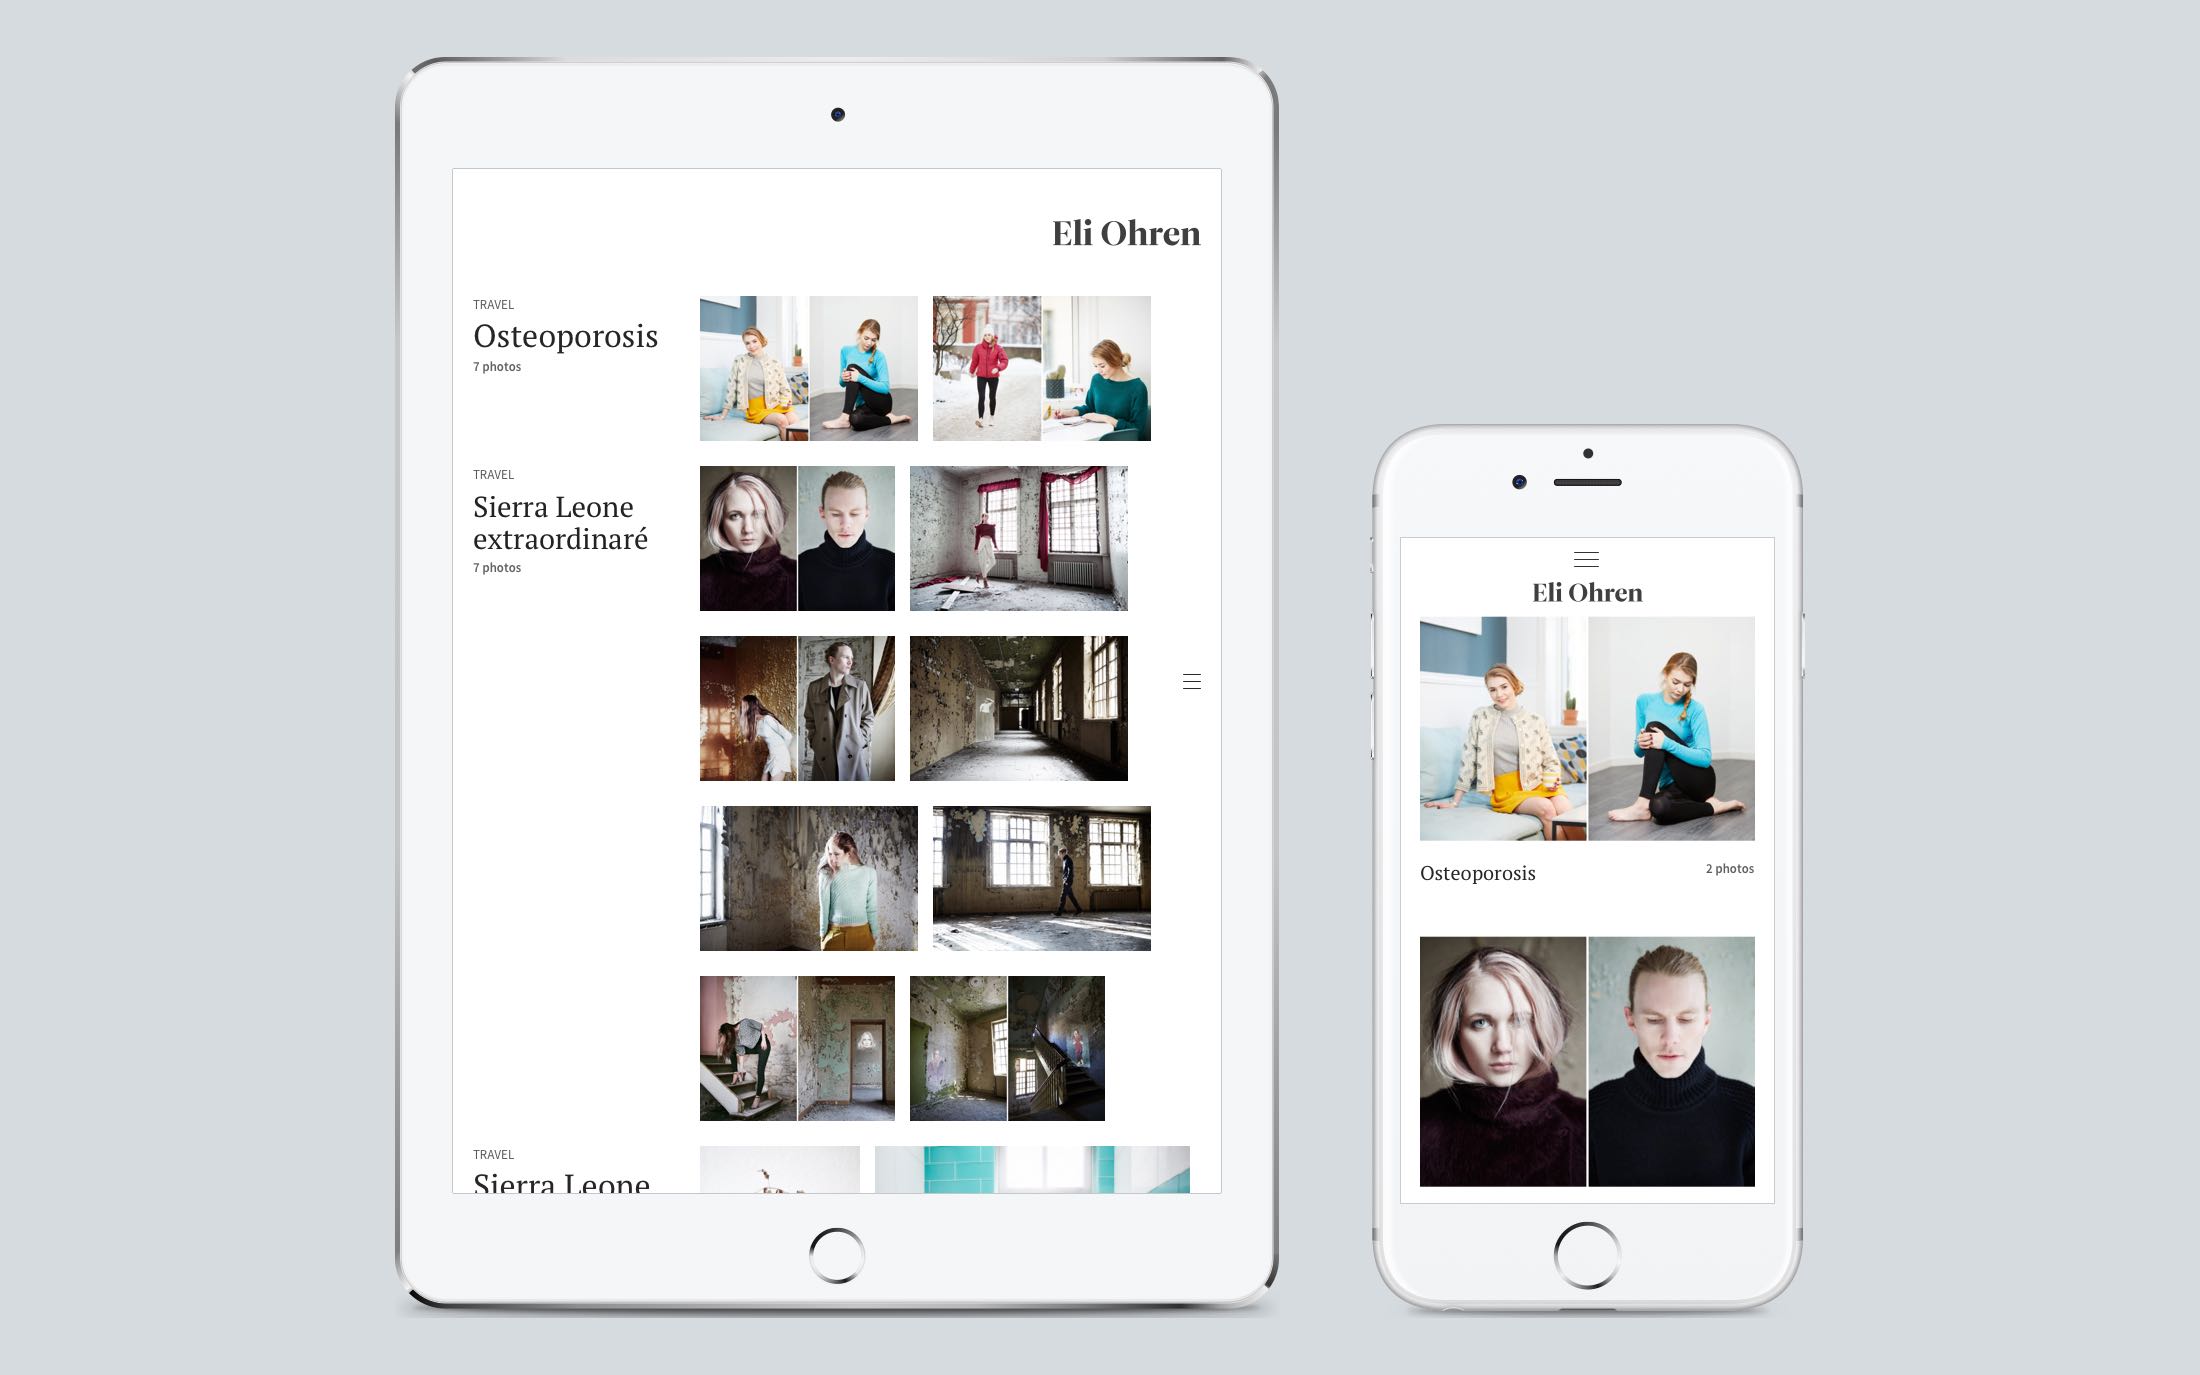 Eli Ohren
TRAVEL
Osteoporosis
7 photos
TRAVEL
Sierra Leone
extraordinaré
7 photos
TRAVEL
Sierra Leone
Eli Ohren
Osteoporosis
2 photos